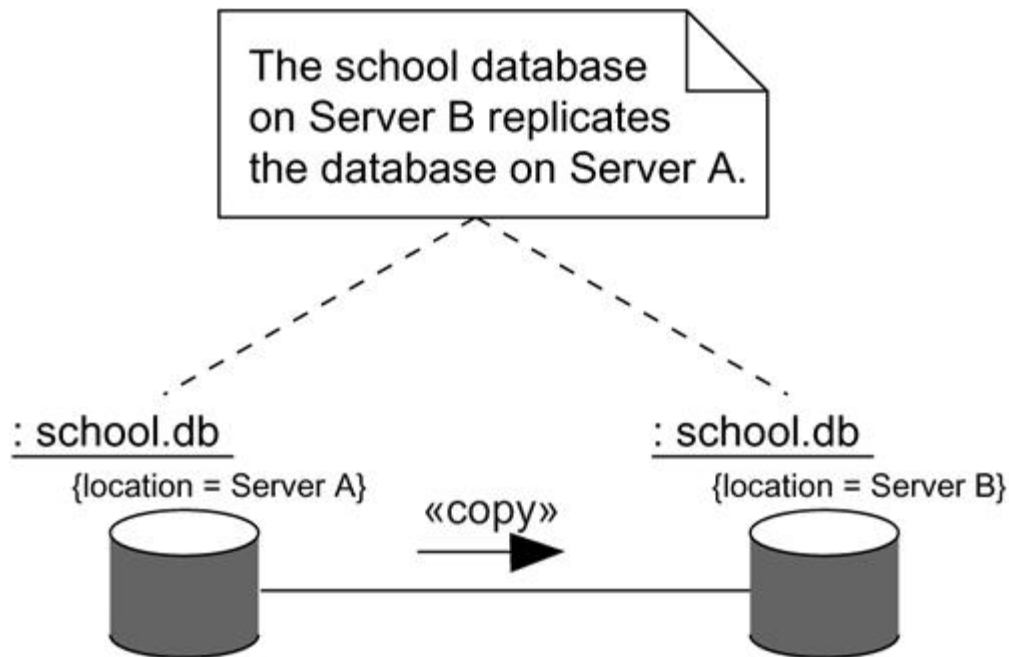 The school database
on Server B replicates
the database on Server A.
: school.db
{location = Server A}
: school.db
{location = Server B}
«copy»